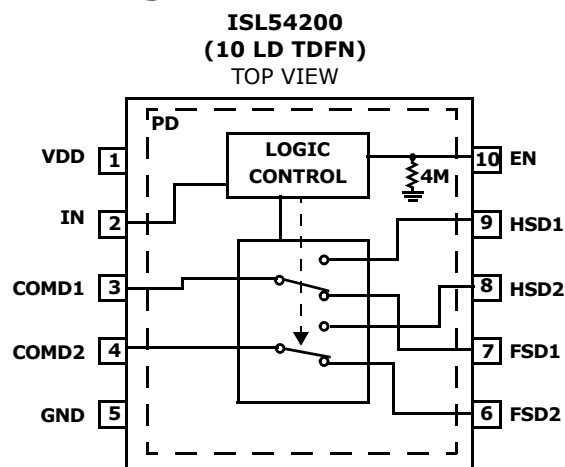 ISL54200
(10 LD TDFN)
TOP VIEW
PD
VDD 1
LOGIC
CONTROL
4M
10 EN
IN 2
9 HSD1
COMD1 3
8 HSD2
COMD2 4
7 FSD1
GND 5
6 FSD2